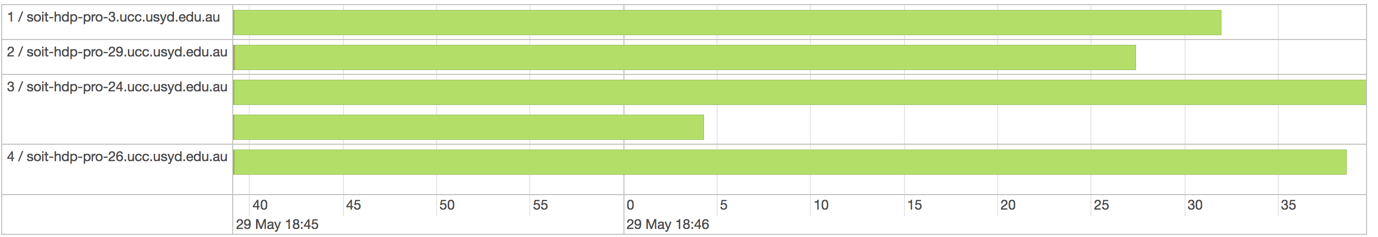 1 / soit-hdp-pro-3.ucc.usyd.edu.au
2 / soit-hdp-pro-29.ucc.usyd.edu.au
3 / soit-hdp-pro-24.ucc.usyd.edu.au
4 / soit-hdp-pro-26.ucc.usyd.edu.au
40 45 50 55 0 5 10 15 20 25 30 35
29 May 18:45 29 May 18:46